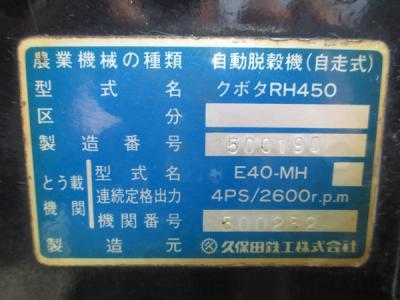 農業機械の種類 自動脱穀機(自走式)
型式名 クボタRH450
区分
製造番号 500190
とう載機関 型式名 E40-MH
連続定格出力 4PS/2600r.p.m
機関番号 500252
製造元 久保田鉄工株式会社